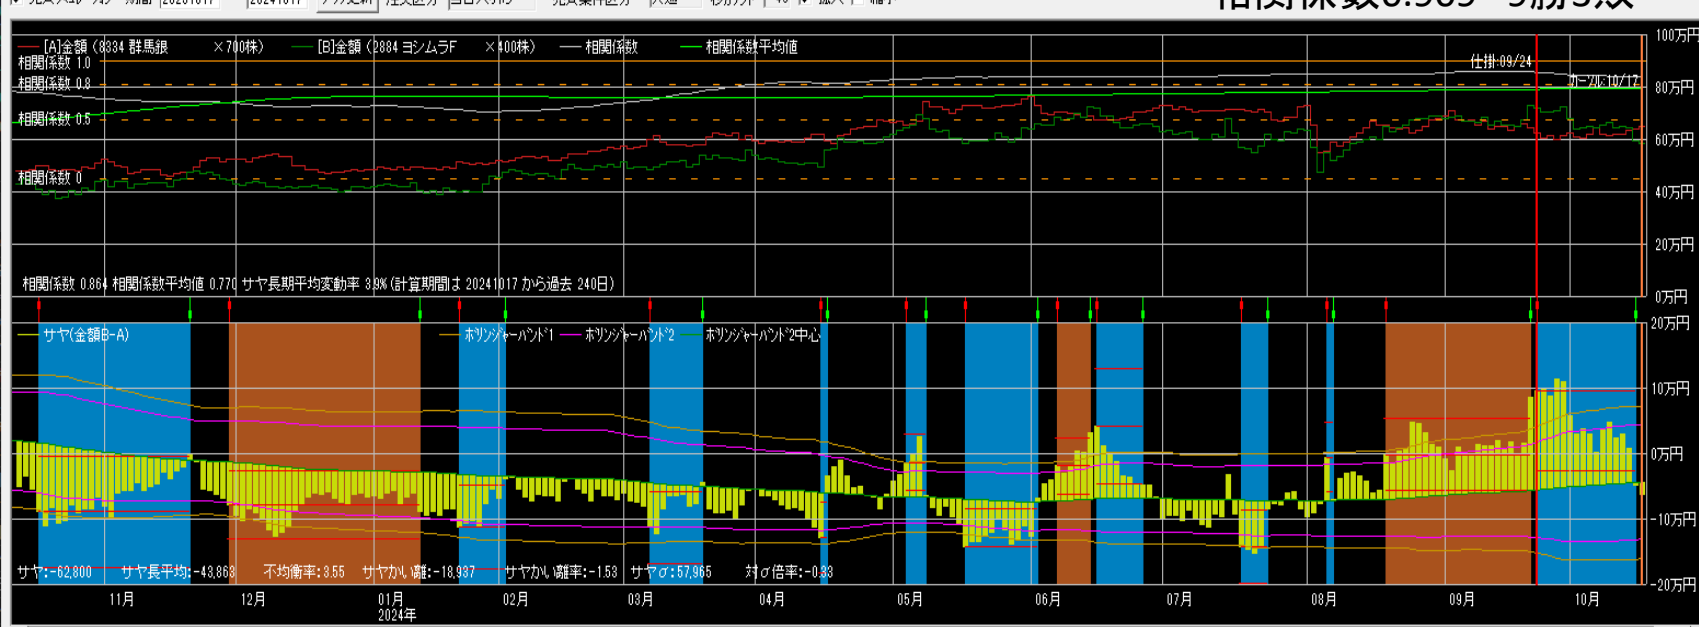 [A]金額（8334 群馬銀　×700株）　[B]金額（2884 ヨシムラF　×400株）　相関係数　相関係数平均値
100万円
相関係数 1.0
仕掛:09/24
相関係数 0.8
カーソル:10/17
80万円
相関係数 0.5
60万円
相関係数 0
40万円
20万円
相関係数 0.864 相関係数平均値 0.770 サヤ長期平均変動率 3.9% (計算期間は 20241017 から過去 240日)
0万円
20万円
サヤ(金額B-A)　ボリンジャーバンド1　ボリンジャーバンド2　ボリンジャーバンド2中心
10万円
0万円
-10万円
サヤ:-62,800　サヤ長平均:-43,863　不均衡率:3.55　サヤかい離:-18,937　サヤかい離率:-1.53　サヤσ:57,965　対σ倍率:-0.33
-20万円
11月　12月　01月　02月　03月　04月　05月　06月　07月　08月　09月　10月
2024年